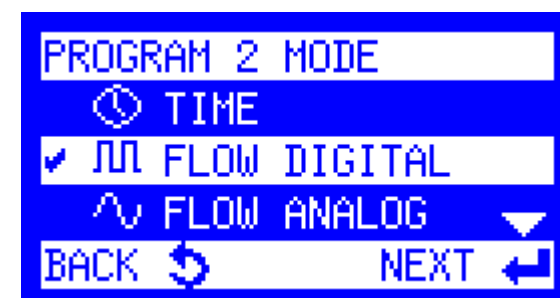 PROGRAM 2 MODE
TIME
FLOW DIGITAL
FLOW ANALOG
BACK NEXT